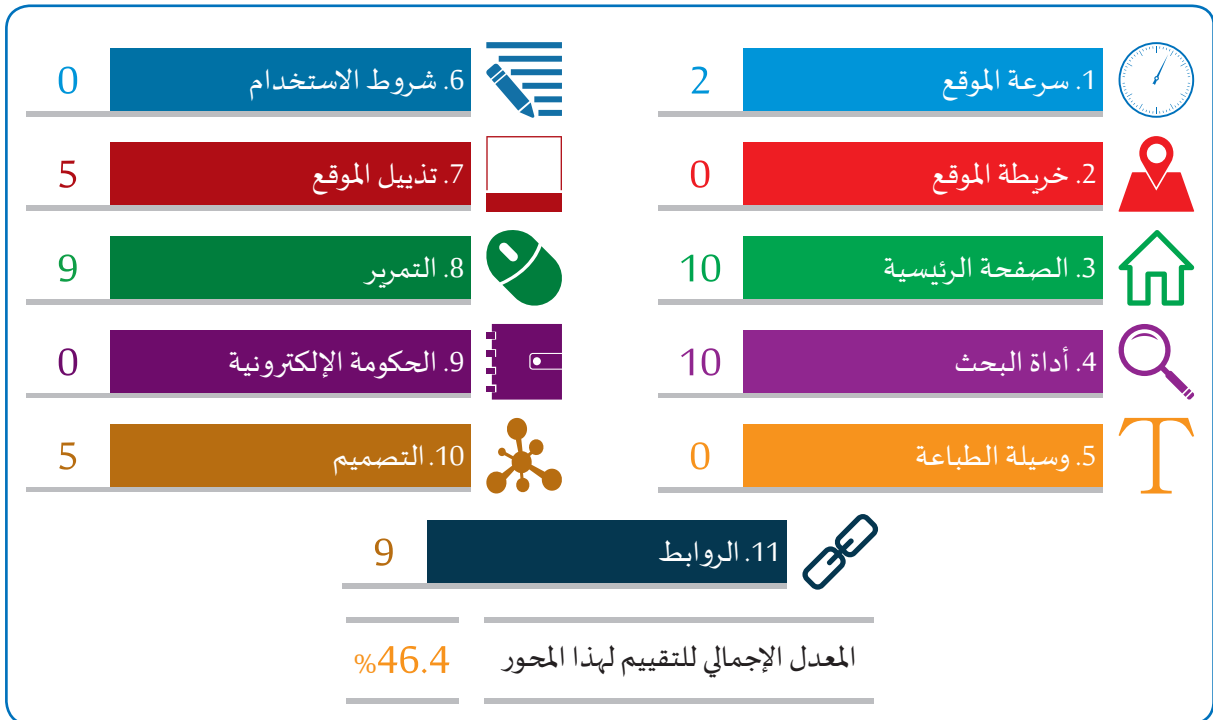 1. سرعة الموقع 2
2. خريطة الموقع 0
3. الصفحة الرئيسية 10
4. أداة البحث 10
5. وسيلة الطباعة 0
6. شروط الاستخدام 0
7. تذييل الموقع 5
8. التمرير 9
9. الحكومة الإلكترونية 0
10. التصميم 5
11. الروابط 9
المعدل الإجمالي للتقييم لهذا المحور %46.4